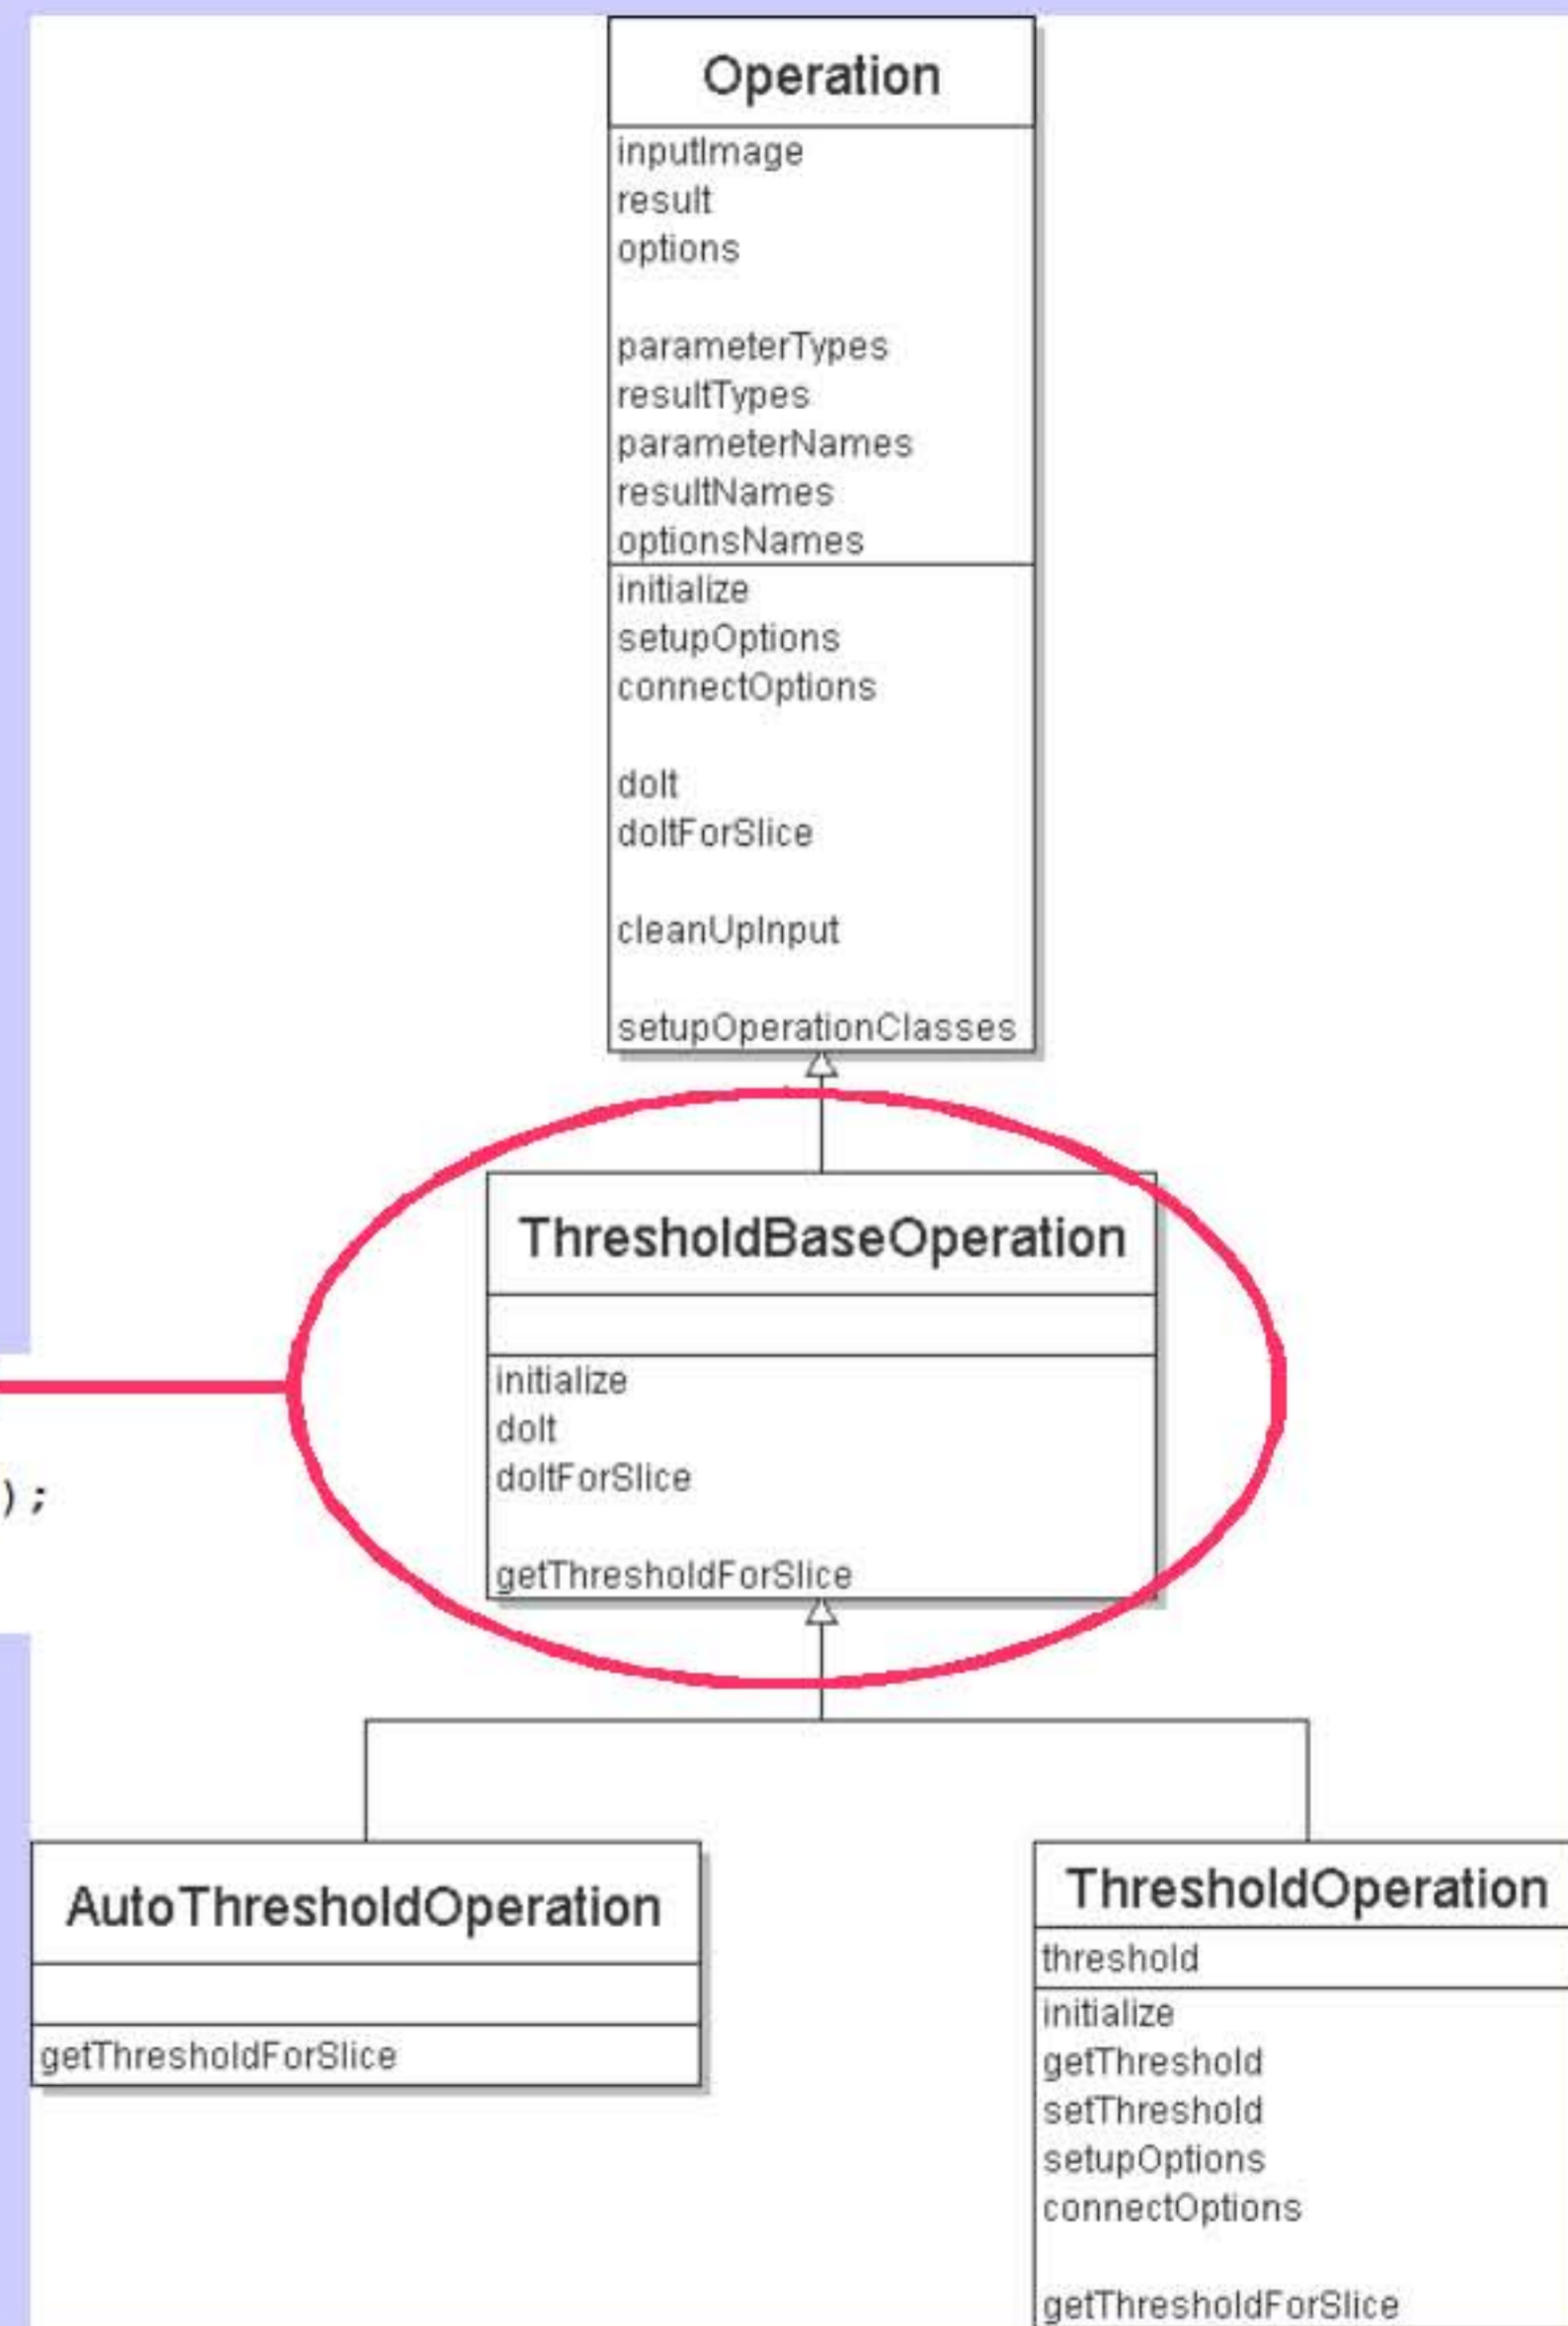 Operation
inputImage
result
options
parameterTypes
resultTypes
parameterNames
resultNames
optionsNames
initialize
setupOptions
connectOptions
doIt
doItForSlice
cleanUpInput
setupOperationClasses
ThresholdBaseOperation
initialize
doIt
doItForSlice
getThresholdForSlice
);
AutoThresholdOperation
getThresholdForSlice
ThresholdOperation
threshold
initialize
getThreshold
setThreshold
setupOptions
connectOptions
getThresholdForSlice